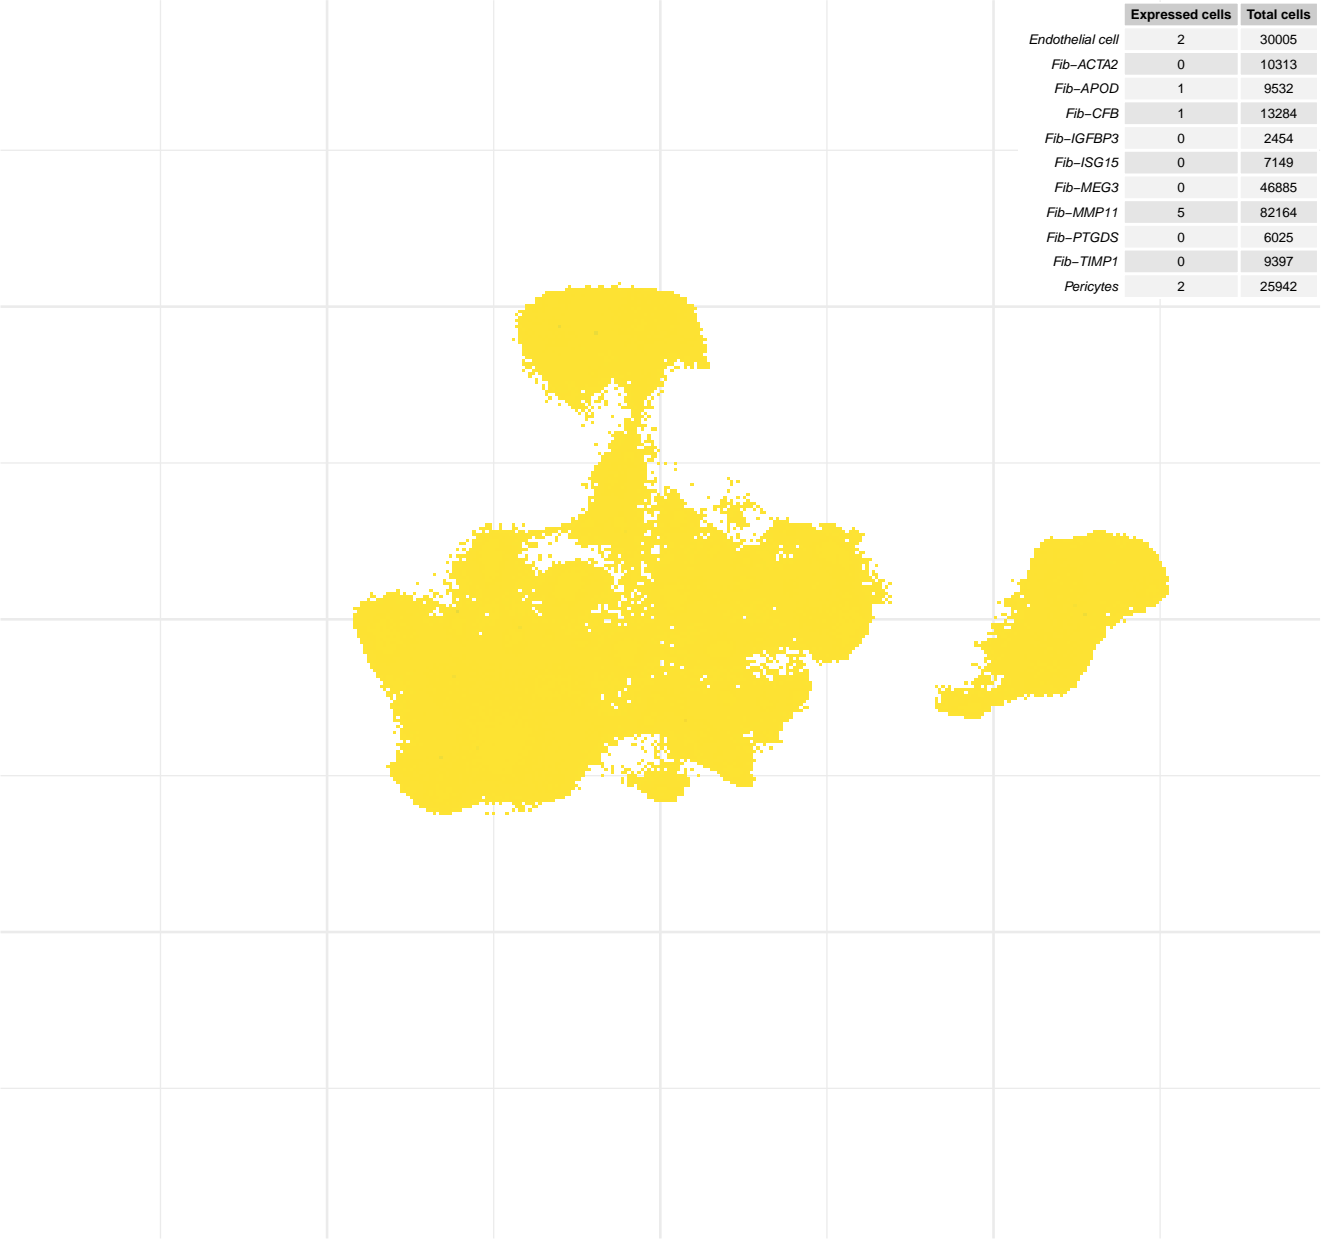 Expressed cells Total cells
Endothelial cell 2 30005
Fib−ACTA2 0 10313
Fib−APOD 1 9532
Fib−CFB 1 13284
Fib−IGFBP3 0 2454
Fib−ISG15 0 7149
Fib−MEG3 0 46885
Fib−MMP11 5 82164
Fib−PTGDS 0 6025
Fib−TIMP1 0 9397
Pericytes 2 25942